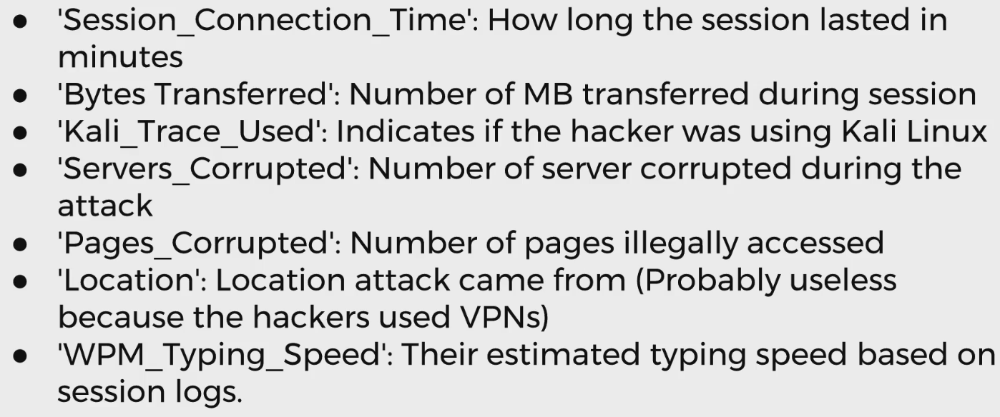 ● 'Session_Connection_Time': How long the session lasted in
minutes
● 'Bytes Transferred': Number of MB transferred during session
● 'Kali_Trace_Used': Indicates if the hacker was using Kali Linux
● 'Servers_Corrupted': Number of server corrupted during the
attack
● 'Pages_Corrupted': Number of pages illegally accessed
● 'Location': Location attack came from (Probably useless
because the hackers used VPNs)
● 'WPM_Typing_Speed': Their estimated typing speed based on
session logs.